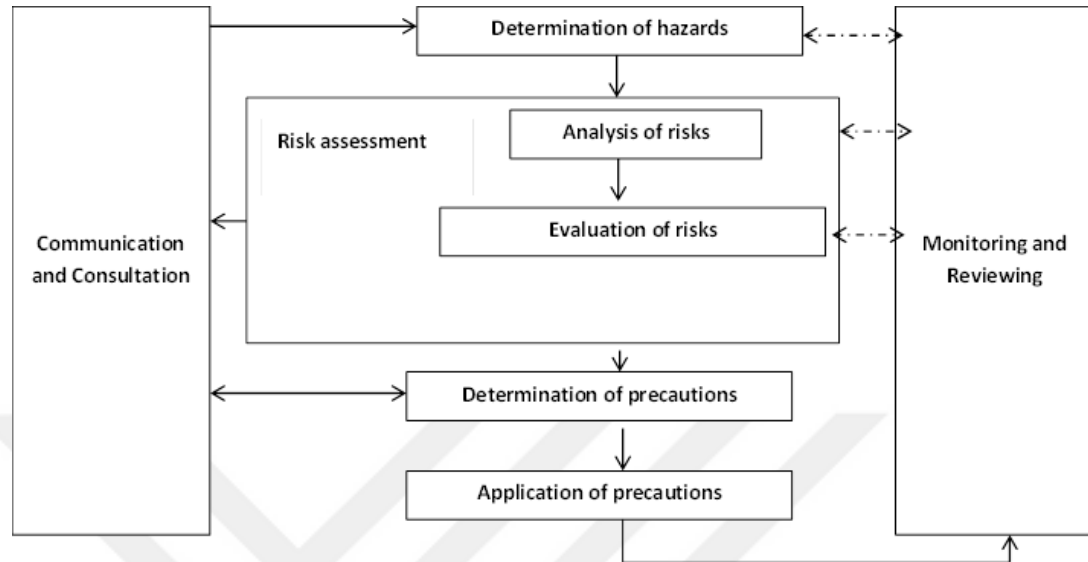 Determination of hazards
Analysis of risks
Risk assessment
Evaluation of risks
Communication
and Consultation
Monitoring and
Reviewing
Determination of precautions
Application of precautions